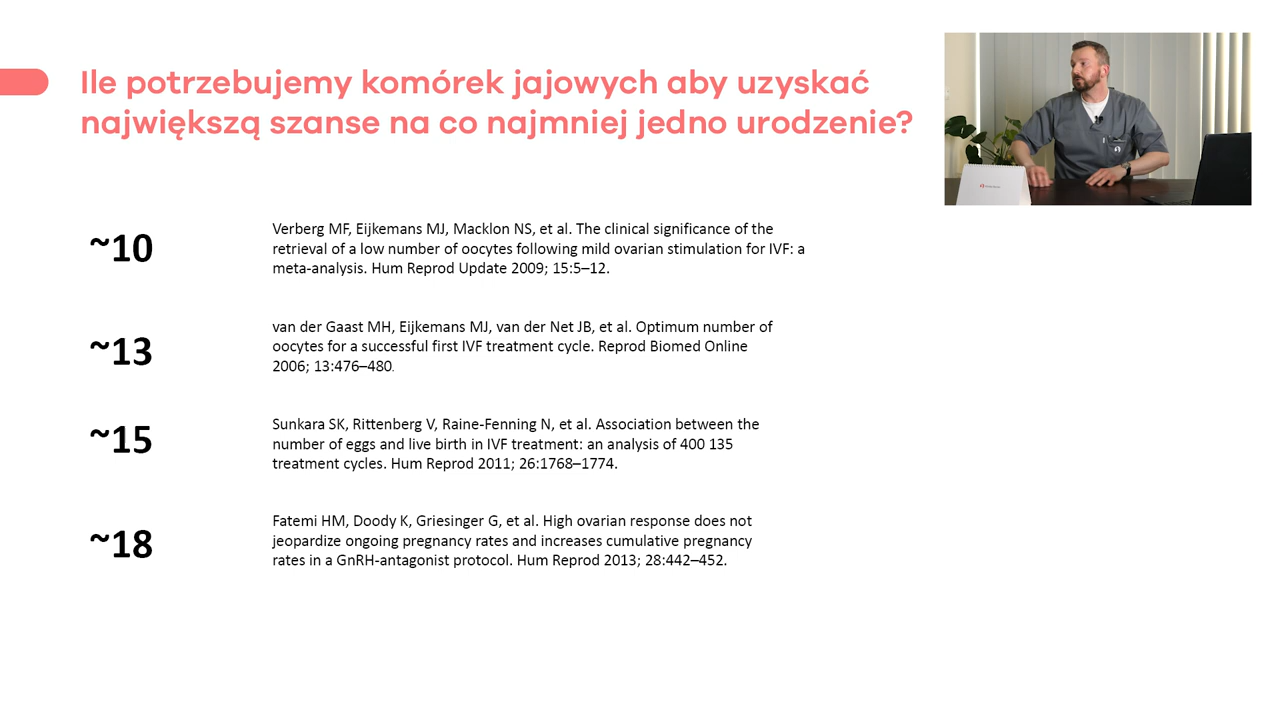 Ile potrzebujemy komórek jajowych aby uzyskać
największą szanse na co najmniej jedno urodzenie?
~10
Verberg MF, Eijkemans MJ, Macklon NS, et al. The clinical significance of the
retrieval of a low number of oocytes following mild ovarian stimulation for IVF: a
meta-analysis. Hum Reprod Update 2009; 15:5–12.
~13
van der Gaast MH, Eijkemans MJ, van der Net JB, et al. Optimum number of
oocytes for a successful first IVF treatment cycle. Reprod Biomed Online
2006; 13:476–480.
~15
Sunkara SK, Rittenberg V, Raine-Fenning N, et al. Association between the
number of eggs and live birth in IVF treatment: an analysis of 400 135
treatment cycles. Hum Reprod 2011; 26:1768–1774.
~18
Fatemi HM, Doody K, Griesinger G, et al. High ovarian response does not
jeopardize ongoing pregnancy rates and increases cumulative pregnancy
rates in a GnRH-antagonist protocol. Hum Reprod 2013; 28:442–452.